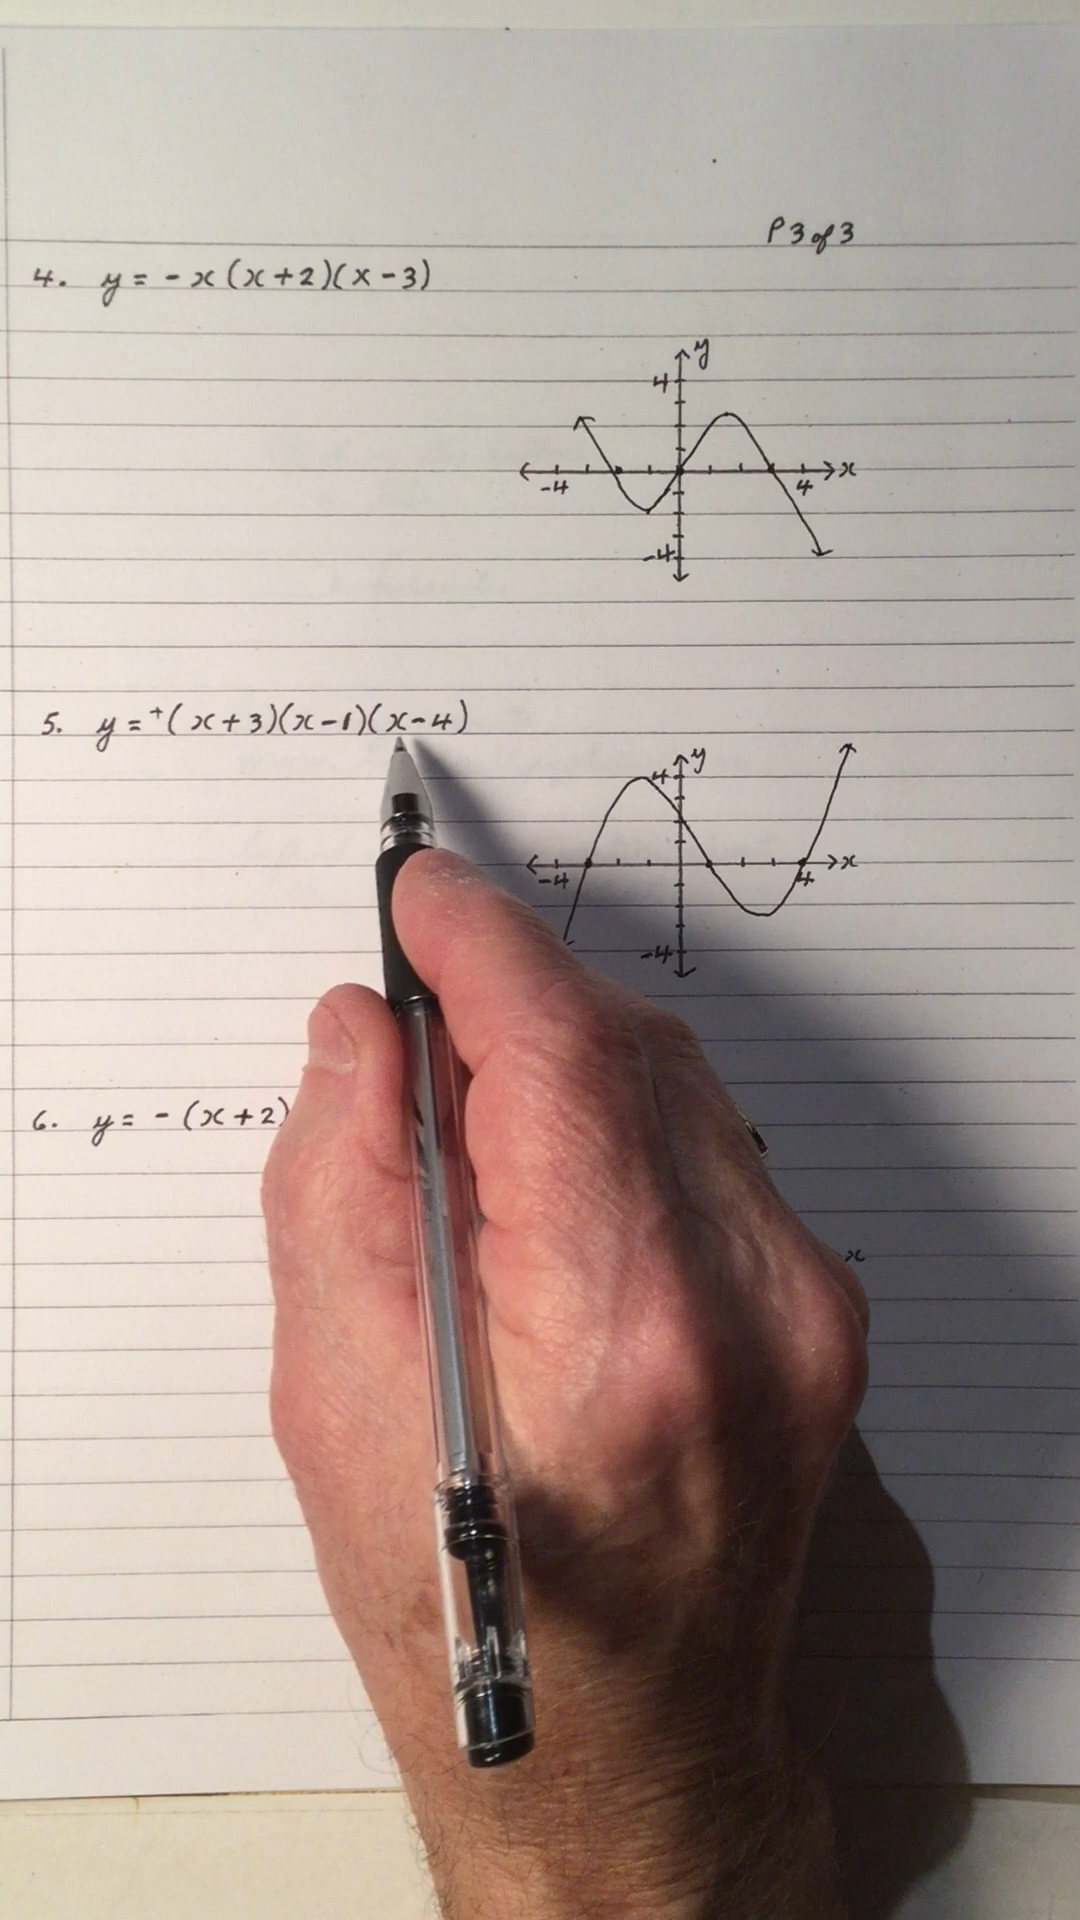 P 3 of 3
4. y = - x (x + 2)(x - 3)
y
4
-4
4
x
-4
5. y = +(x + 3)(x - 1)(x - 4)
y
4
-4
4
x
-4
6. y = - (x + 2)
x